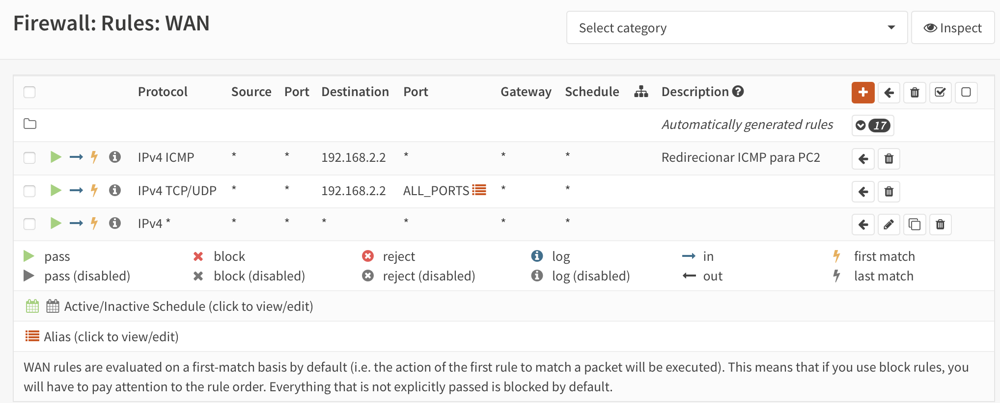 Firewall: Rules: WAN
Select category
Inspect
Protocol Source Port Destination Port Gateway Schedule Description
Automatically generated rules 17
IPv4 ICMP * * 192.168.2.2 * * * Redirecionar ICMP para PC2
IPv4 TCP/UDP * * 192.168.2.2 ALL_PORTS * *
IPv4 * * * * * * *
pass block reject log in first match
pass (disabled) block (disabled) reject (disabled) log (disabled) out last match
Active/Inactive Schedule (click to view/edit)
Alias (click to view/edit)
WAN rules are evaluated on a first-match basis by default (i.e. the action of the first rule to match a packet will be executed). This means that if you use block rules, you
will have to pay attention to the rule order. Everything that is not explicitly passed is blocked by default.